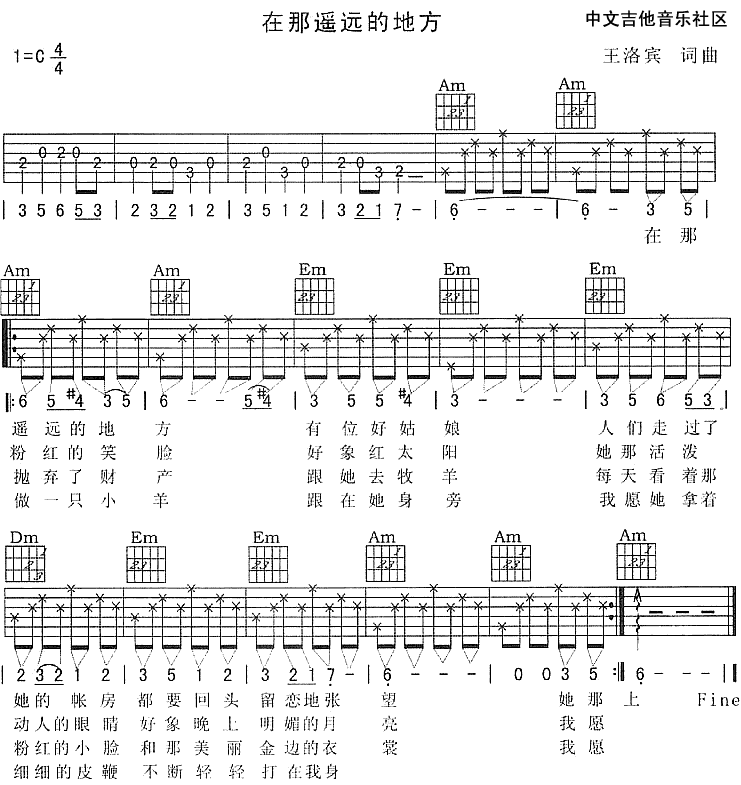 在那遥远的地方
中文吉他音乐社区
1=C 4/4
王洛宾 词曲
Am Am
3 5 6 5 3 | 2 3 2 1 2 | 3 5 1 2 | 3 2 1 7 - | 6 - - - | 6 - 3 5 |
在 那
Am Am Em Em Em
6 5 #4 3 5 | 6 - - 5 #4 | 3 5 5 #4 | 3 - - - | 3 5 6 5 3 |
遥 远 的 地 方 有 位 好 姑 娘 人 们 走 过 了
粉 红 的 笑 脸 好 象 红 太 阳 她 那 活 泼
抛 弃 了 财 产 跟 她 去 牧 羊 每 天 看 着 那
做 一 只 小 羊 跟 在 她 身 旁 我 愿 她 拿 着
Dm Em Em Am Am Am
2 3 2 1 2 | 3 5 1 2 | 2 2 1 7 - | 6 - - - | - 0 0 3 5 :| 6 - - - ‖
她 的 帐 房 都 要 回 头 留 恋 地 张 望 她 那 上 Fine
动 人 的 眼 睛 好 象 晚 上 明 媚 的 月 亮 我 愿
粉 红 的 小 脸 和 那 美 丽 金 边 的 衣 裳 我 愿
细 细 的 皮 鞭 不 断 轻 轻 打 在 我 身